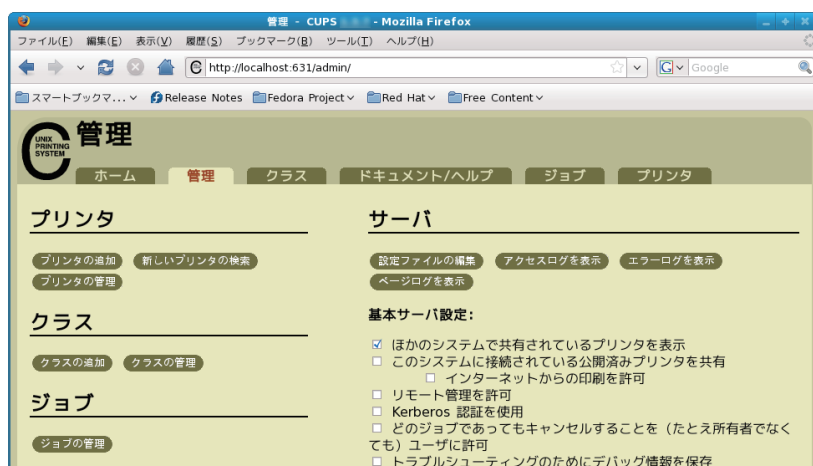 管理 - CUPS - Mozilla Firefox
ファイル(F) 編集(E) 表示(V) 履歴(S) ブックマーク(B) ツール(T) ヘルプ(H)
http://localhost:631/admin/
Google
スマートブックマ... Release Notes Fedora Project Red Hat Free Content
UNIX
PRINTING
SYSTEM
管理
ホーム 管理 クラス ドキュメント/ヘルプ ジョブ プリンタ
プリンタ
プリンタの追加 新しいプリンタの検索
プリンタの管理
クラス
クラスの追加 クラスの管理
ジョブ
ジョブの管理
サーバ
設定ファイルの編集 アクセスログを表示 エラーログを表示
ページログを表示
基本サーバ設定:
ほかのシステムで共有されているプリンタを表示
このシステムに接続されている公開済みプリンタを共有
インターネットからの印刷を許可
リモート管理を許可
Kerberos 認証を使用
どのジョブであってもキャンセルすることを (たとえ所有者でなく
ても) ユーザに許可
トラブルシューティングのためにデバッグ情報を保存